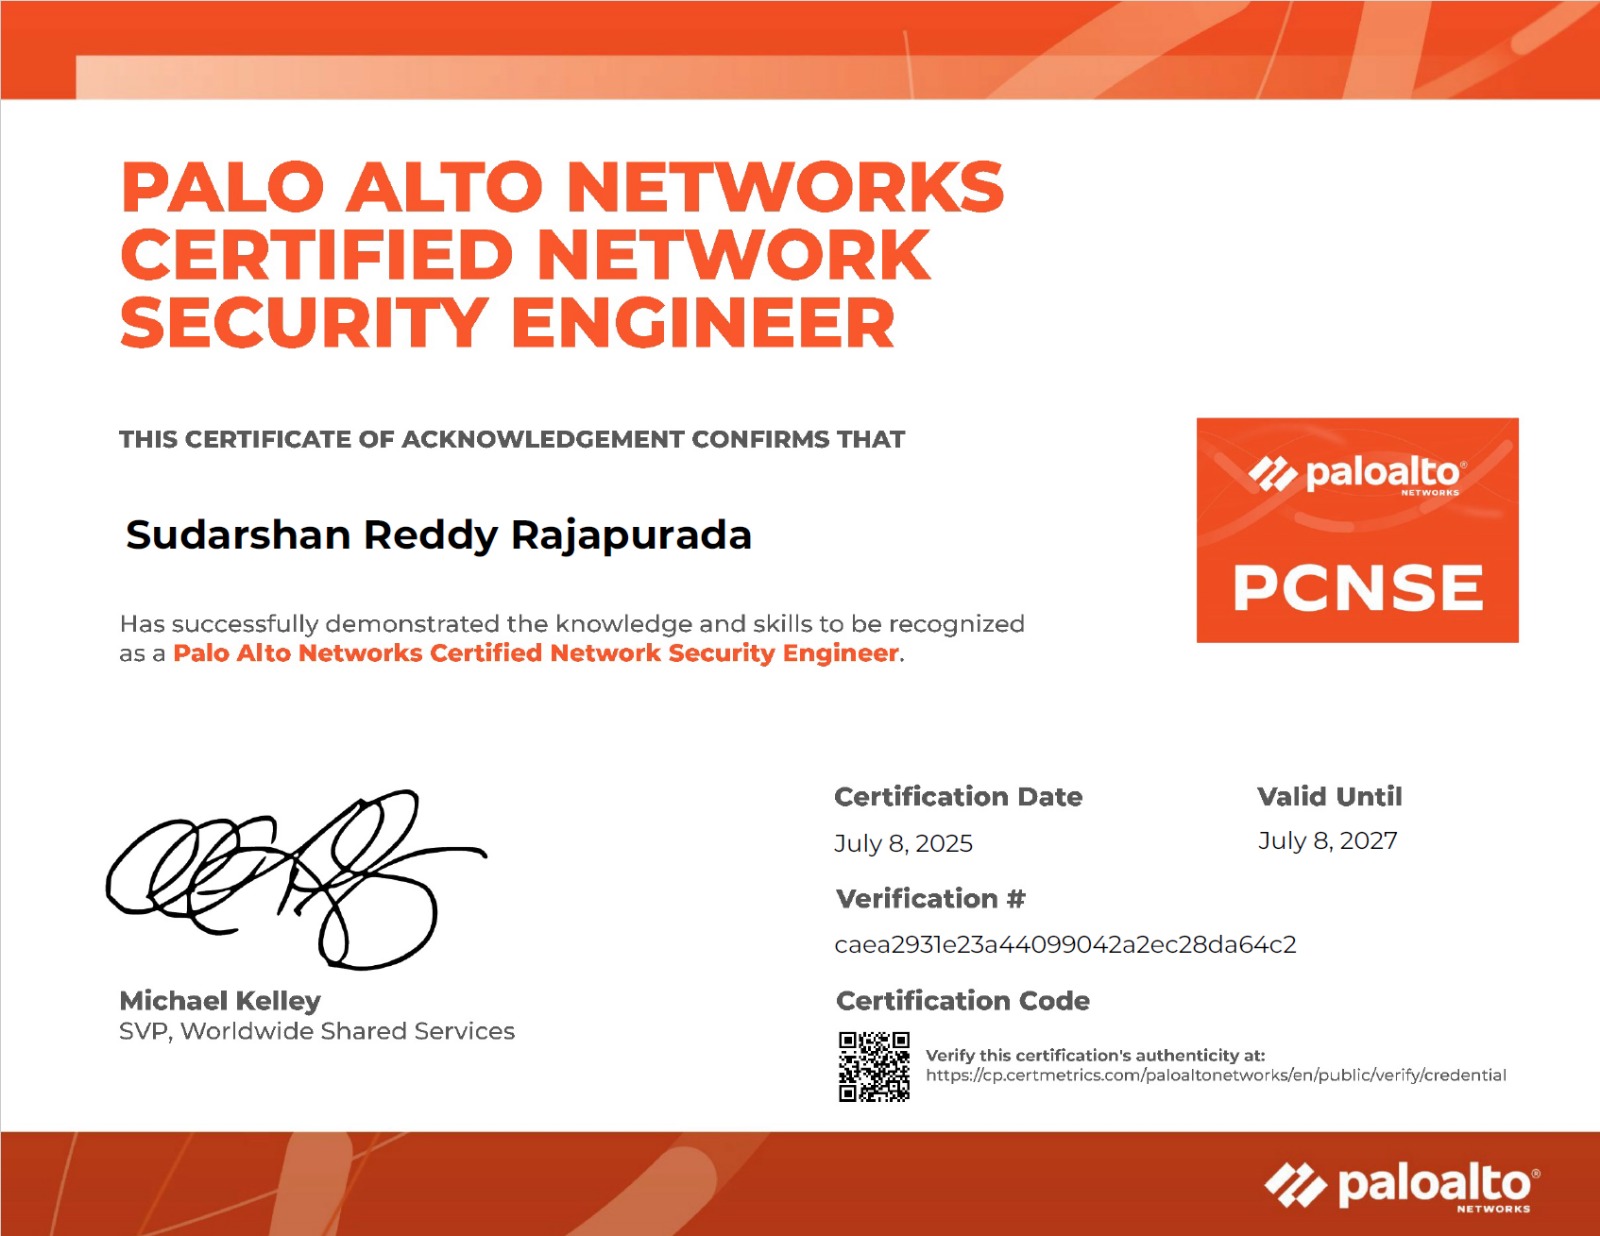 PALO ALTO NETWORKS
CERTIFIED NETWORK
SECURITY ENGINEER
THIS CERTIFICATE OF ACKNOWLEDGEMENT CONFIRMS THAT
Sudarshan Reddy Rajapurada
Has successfully demonstrated the knowledge and skills to be recognized
as a Palo Alto Networks Certified Network Security Engineer.
paloalto®
NETWORKS
PCNSE
Michael Kelley
SVP, Worldwide Shared Services
Certification Date
July 8, 2025
Valid Until
July 8, 2027
Verification #
caea2931e23a44099042a2ec28da64c2
Certification Code
Verify this certification's authenticity at:
https://cp.certmetrics.com/paloaltonetworks/en/public/verify/credential
paloalto®
NETWORKS